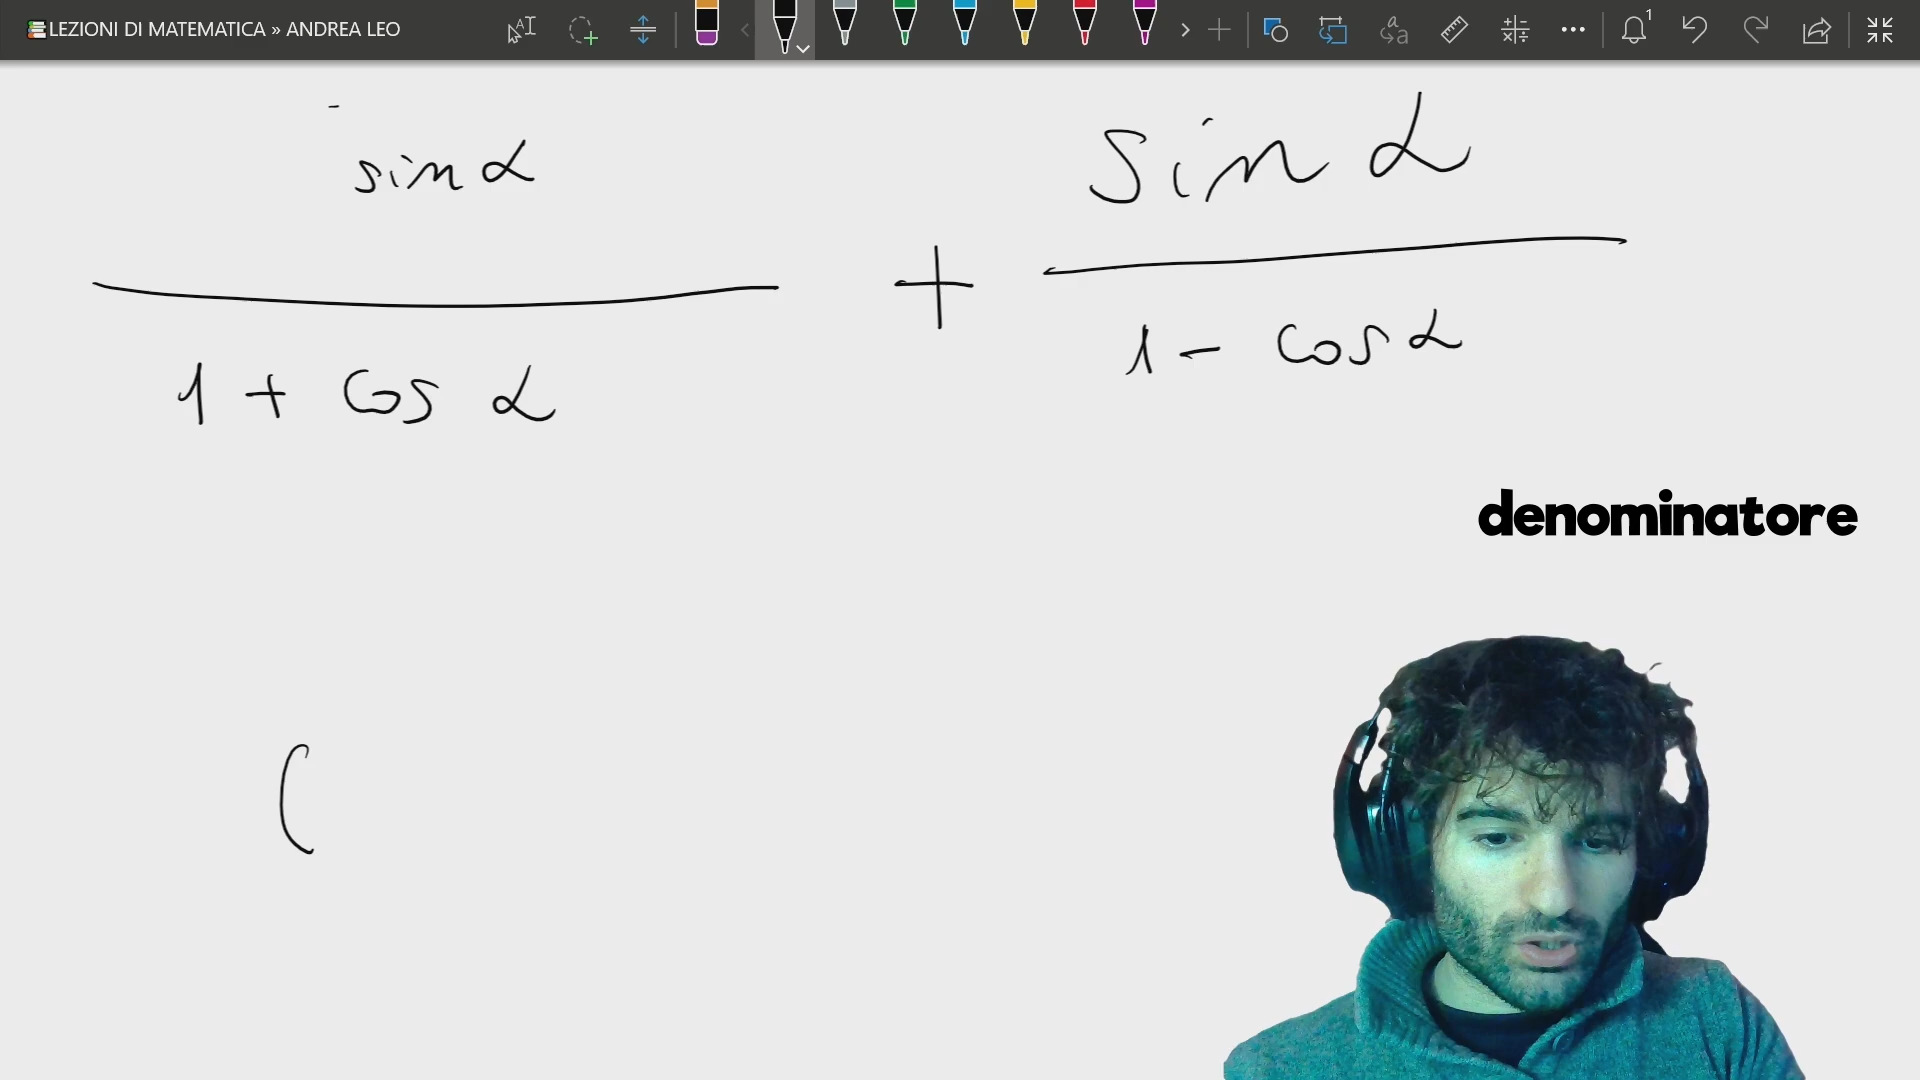 LEZIONI DI MATEMATICA » ANDREA LEO
sin α + sin α
1 + cos α
1 - cos α
denominatore
(